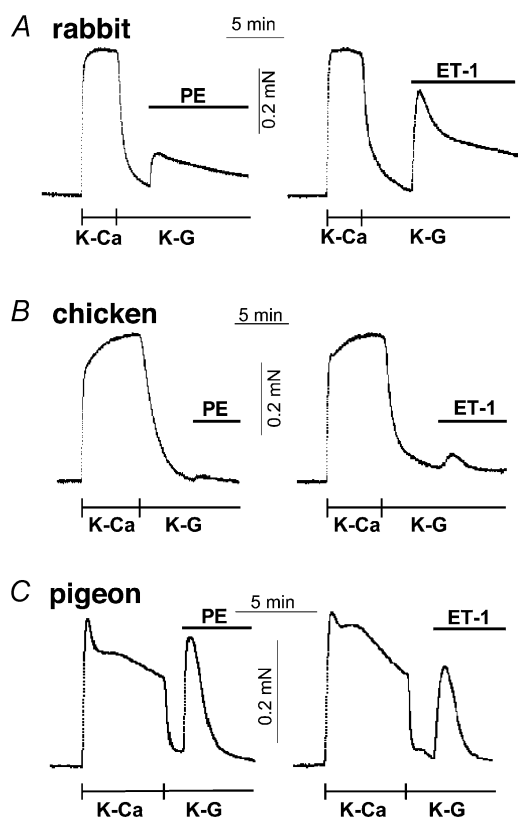 A rabbit
5 min
0.2 mN
PE
ET-1
K-Ca K-G
K-Ca K-G
B chicken
5 min
0.2 mN
PE
ET-1
K-Ca K-G
K-Ca K-G
C pigeon
5 min
PE
ET-1
0.2 mN
K-Ca K-G
K-Ca K-G